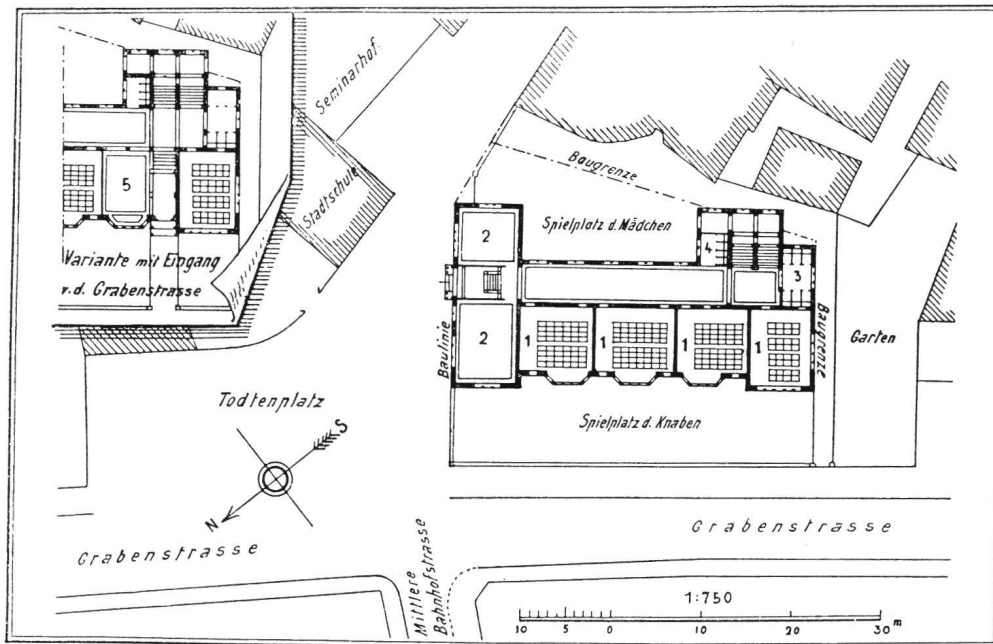 Seminarhof
Stadtschule
5
Variante mit Eingang
v.d. Grabenstrasse
Baugrenze
Spielplatz d. Mädchen
2
4
3
2
1
1
1
1
Baulinie
Baugrenze
Garten
Todtenplatz
Spielplatz d. Knaben
S
N
Grabenstrasse
Grabenstrasse
Mittlere
Bahnhofstrasse
1:750
10 5 0 10 20 30 m